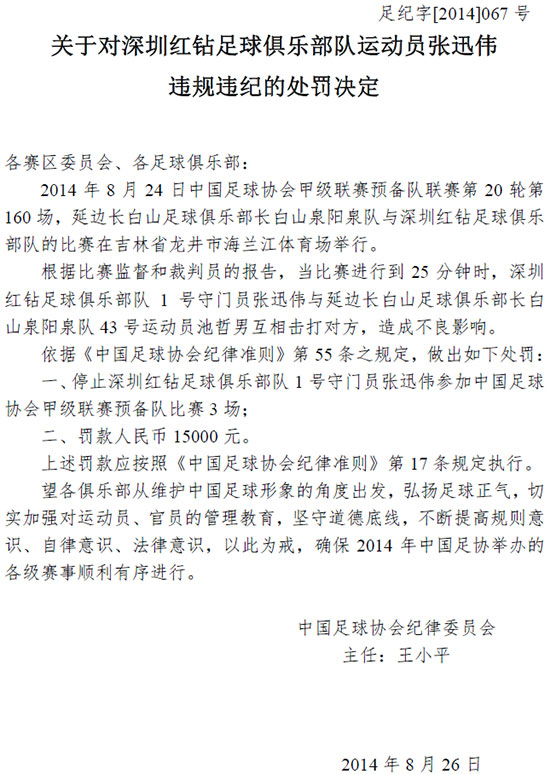 足纪字[2014]067 号
关于对深圳红钻足球俱乐部队运动员张迅伟
违规违纪的处罚决定
各赛区委员会、各足球俱乐部：
2014 年 8 月 24 日中国足球协会甲级联赛预备队联赛第 20 轮第
160 场，延边长白山足球俱乐部长白山泉阳泉队与深圳红钻足球俱乐
部队的比赛在吉林省龙井市海兰江体育场举行。
根据比赛监督和裁判员的报告，当比赛进行到 25 分钟时，深圳
红钻足球俱乐部队 1 号守门员张迅伟与延边长白山足球俱乐部长白
山泉阳泉队 43 号运动员池哲男互相击打对方，造成不良影响。
依据《中国足球协会纪律准则》第 55 条之规定，做出如下处罚：
一、停止深圳红钻足球俱乐部队 1 号守门员张迅伟参加中国足球
协会甲级联赛预备队比赛 3 场；
二、罚款人民币 15000 元。
上述罚款应按照《中国足球协会纪律准则》第 17 条规定执行。
望各俱乐部从维护中国足球形象的角度出发，弘扬足球正气，切
实加强对运动员、官员的管理教育，坚守道德底线，不断提高规则意
识、自律意识、法律意识，以此为戒，确保 2014 年中国足协举办的
各级赛事顺利有序进行。
中国足球协会纪律委员会
主任：王小平
2014 年 8 月 26 日